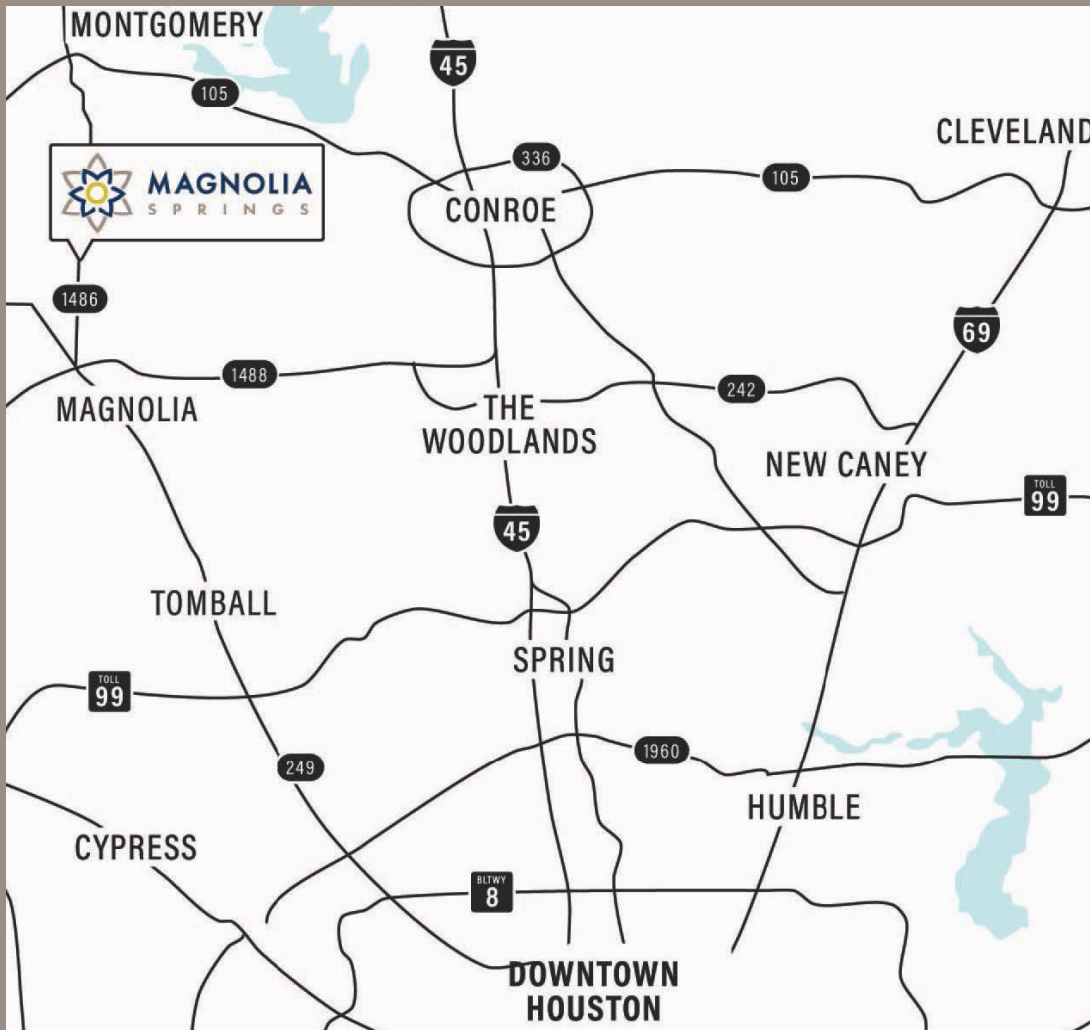 MONTGOMERY
45
105
CLEVELAND
336
105
MAGNOLIA
SPRINGS
CONROE
1486
69
1488
242
MAGNOLIA
THE
WOODLANDS
NEW CANEY
TOLL
99
45
TOMBALL
SPRING
TOLL
99
1960
249
HUMBLE
CYPRESS
BLTWY
8
DOWNTOWN
HOUSTON